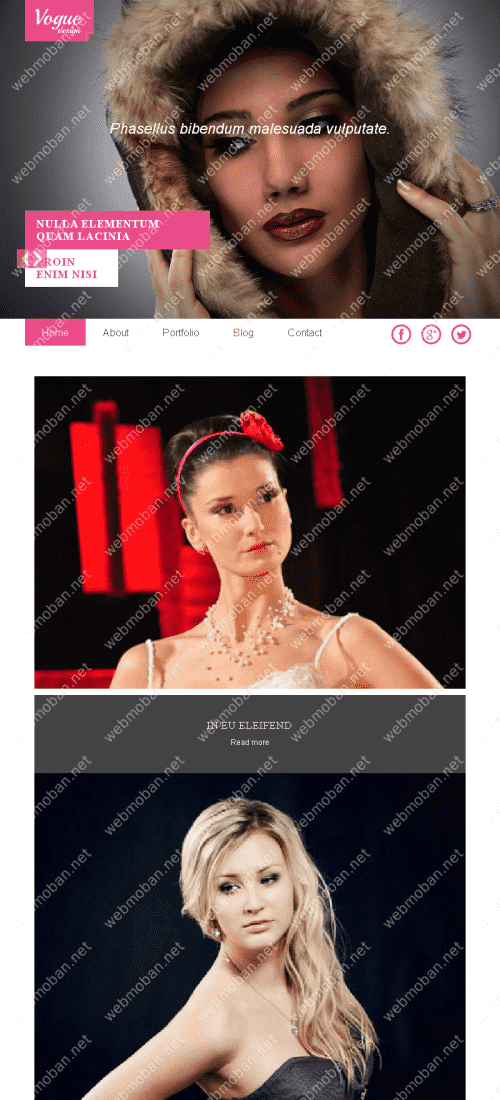 Vogue
design
Phasellus bibendum malesuada vulputate.
NULLA ELEMENTUM
QUAM LACINIA
ROIN
ENIM NISI
Home About Portfolio Blog Contact
IN EU ELEIFEND
Read more
webmoban.net